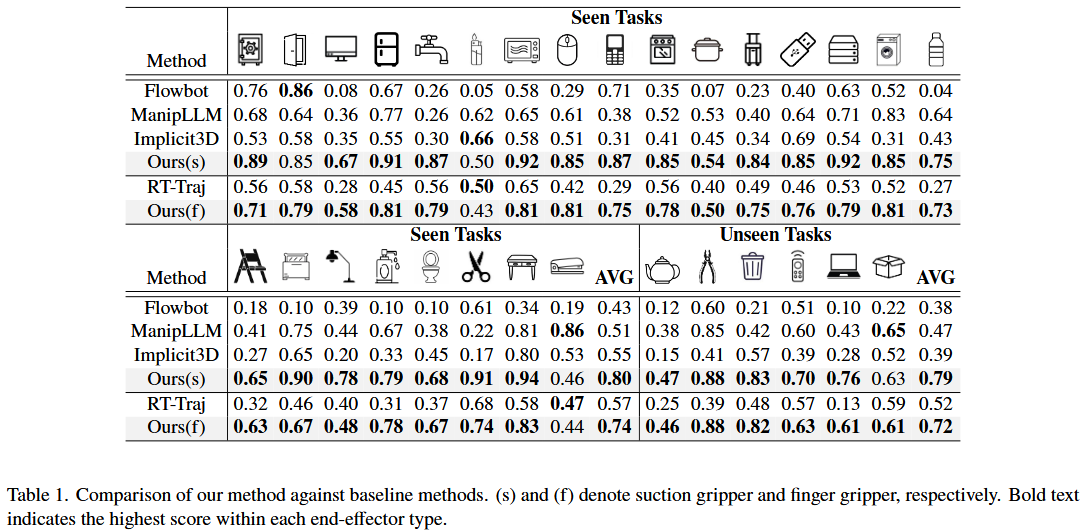 Seen Tasks
Method
Flowbot 0.76 0.86 0.08 0.67 0.26 0.05 0.58 0.29 0.71 0.35 0.07 0.23 0.40 0.63 0.52 0.04
ManipLLM 0.68 0.64 0.36 0.77 0.26 0.62 0.65 0.61 0.38 0.52 0.53 0.40 0.64 0.71 0.83 0.64
Implicit3D 0.53 0.58 0.35 0.55 0.30 0.66 0.58 0.51 0.31 0.41 0.45 0.34 0.69 0.54 0.31 0.43
Ours(s) 0.89 0.85 0.67 0.91 0.87 0.50 0.92 0.85 0.87 0.85 0.54 0.84 0.85 0.92 0.85 0.75
RT-Traj 0.56 0.58 0.28 0.45 0.56 0.50 0.65 0.42 0.29 0.56 0.40 0.49 0.46 0.53 0.52 0.27
Ours(f) 0.71 0.79 0.58 0.81 0.79 0.43 0.81 0.81 0.75 0.78 0.50 0.75 0.76 0.79 0.81 0.73
Seen Tasks Unseen Tasks
Method AVG AVG
Flowbot 0.18 0.10 0.39 0.10 0.10 0.61 0.34 0.19 0.43 0.12 0.60 0.21 0.51 0.10 0.22 0.38
ManipLLM 0.41 0.75 0.44 0.67 0.38 0.22 0.81 0.86 0.51 0.38 0.85 0.42 0.60 0.43 0.65 0.47
Implicit3D 0.27 0.65 0.20 0.33 0.45 0.17 0.80 0.53 0.55 0.15 0.41 0.57 0.39 0.28 0.52 0.39
Ours(s) 0.65 0.90 0.78 0.79 0.68 0.91 0.94 0.46 0.80 0.47 0.88 0.83 0.70 0.76 0.63 0.79
RT-Traj 0.32 0.46 0.40 0.31 0.37 0.68 0.58 0.47 0.57 0.25 0.39 0.48 0.57 0.13 0.59 0.52
Ours(f) 0.63 0.67 0.48 0.78 0.67 0.74 0.83 0.44 0.74 0.46 0.88 0.82 0.63 0.61 0.61 0.72
Table 1. Comparison of our method against baseline methods. (s) and (f) denote suction gripper and finger gripper, respectively. Bold text
indicates the highest score within each end-effector type.